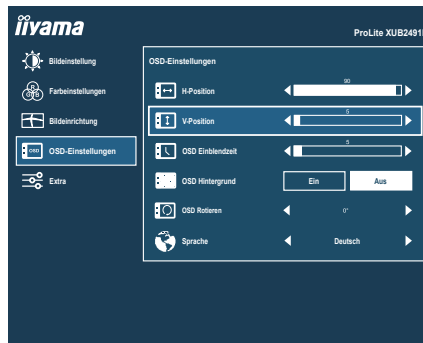 iiyama
ProLite XUB2491
Bildeinstellung
Farbeinstellungen
R
G B
Bildeinrichtung
OSD OSD-Einstellungen
Extra
OSD-Einstellungen
H-Position 90
V-Position 5
OSD Einblendzeit 5
OSD Hintergrund Ein Aus
OSD Rotieren 0°
Sprache Deutsch